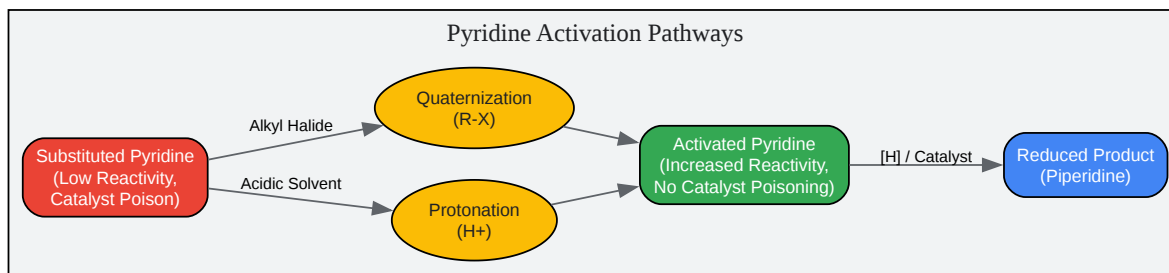 Pyridine Activation Pathways
Substituted Pyridine
(Low Reactivity,
Catalyst Poison)
Alkyl Halide
Acidic Solvent
Quaternization
(R-X)
Protonation
(H+)
Activated Pyridine
(Increased Reactivity,
No Catalyst Poisoning)
[H] / Catalyst
Reduced Product
(Piperidine)